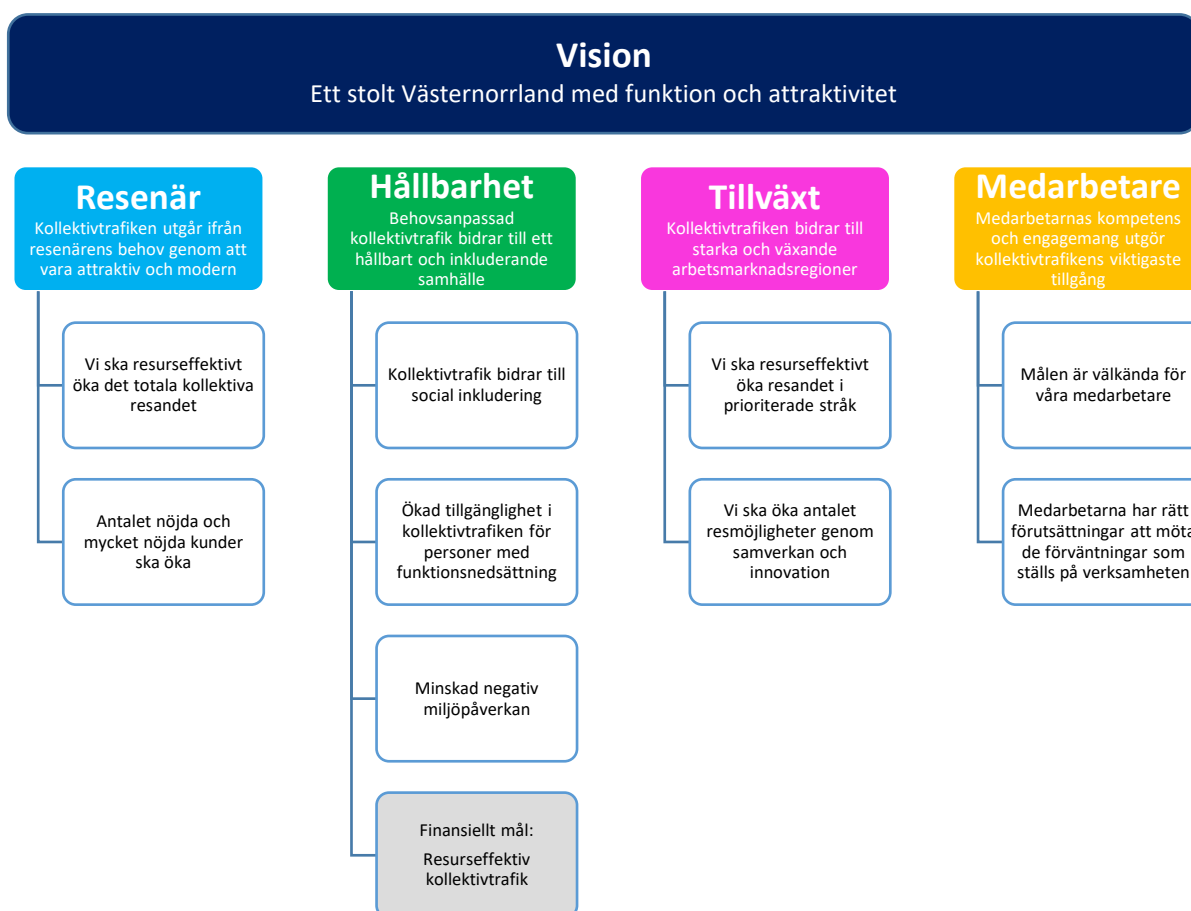 Vision
Ett stolt Västernorrland med funktion och attraktivitet
Resenär
Kollektivtrafiken utgår ifrån
resenärens behov genom att
vara attraktiv och modern
Vi ska resurseffektivt
öka det totala kollektiva
resandet
Antalet nöjda och
mycket nöjda kunder
ska öka
Hållbarhet
Behovsanpassad
kollektivtrafik bidrar till ett
hållbart och inkluderande
samhälle
Kollektivtrafik bidrar till
social inkludering
Ökad tillgänglighet i
kollektivtrafiken för
personer med
funktionsnedsättning
Minskad negativ
miljöpåverkan
Finansiellt mål:
Resurseffektiv
kollektivtrafik
Tillväxt
Kollektivtrafiken bidrar till
starka och växande
arbetsmarknadsregioner
Vi ska resurseffektivt
öka resandet i
prioriterade stråk
Vi ska öka antalet
resmöjligheter genom
samverkan och
innovation
Medarbetare
Medarbetarnas kompetens
och engagemang utgör
kollektivtrafikens viktigaste
tillgång
Målen är välkända för
våra medarbetare
Medarbetarna har rätt
förutsättningar att möta
de förväntningar som
ställs på verksamheten